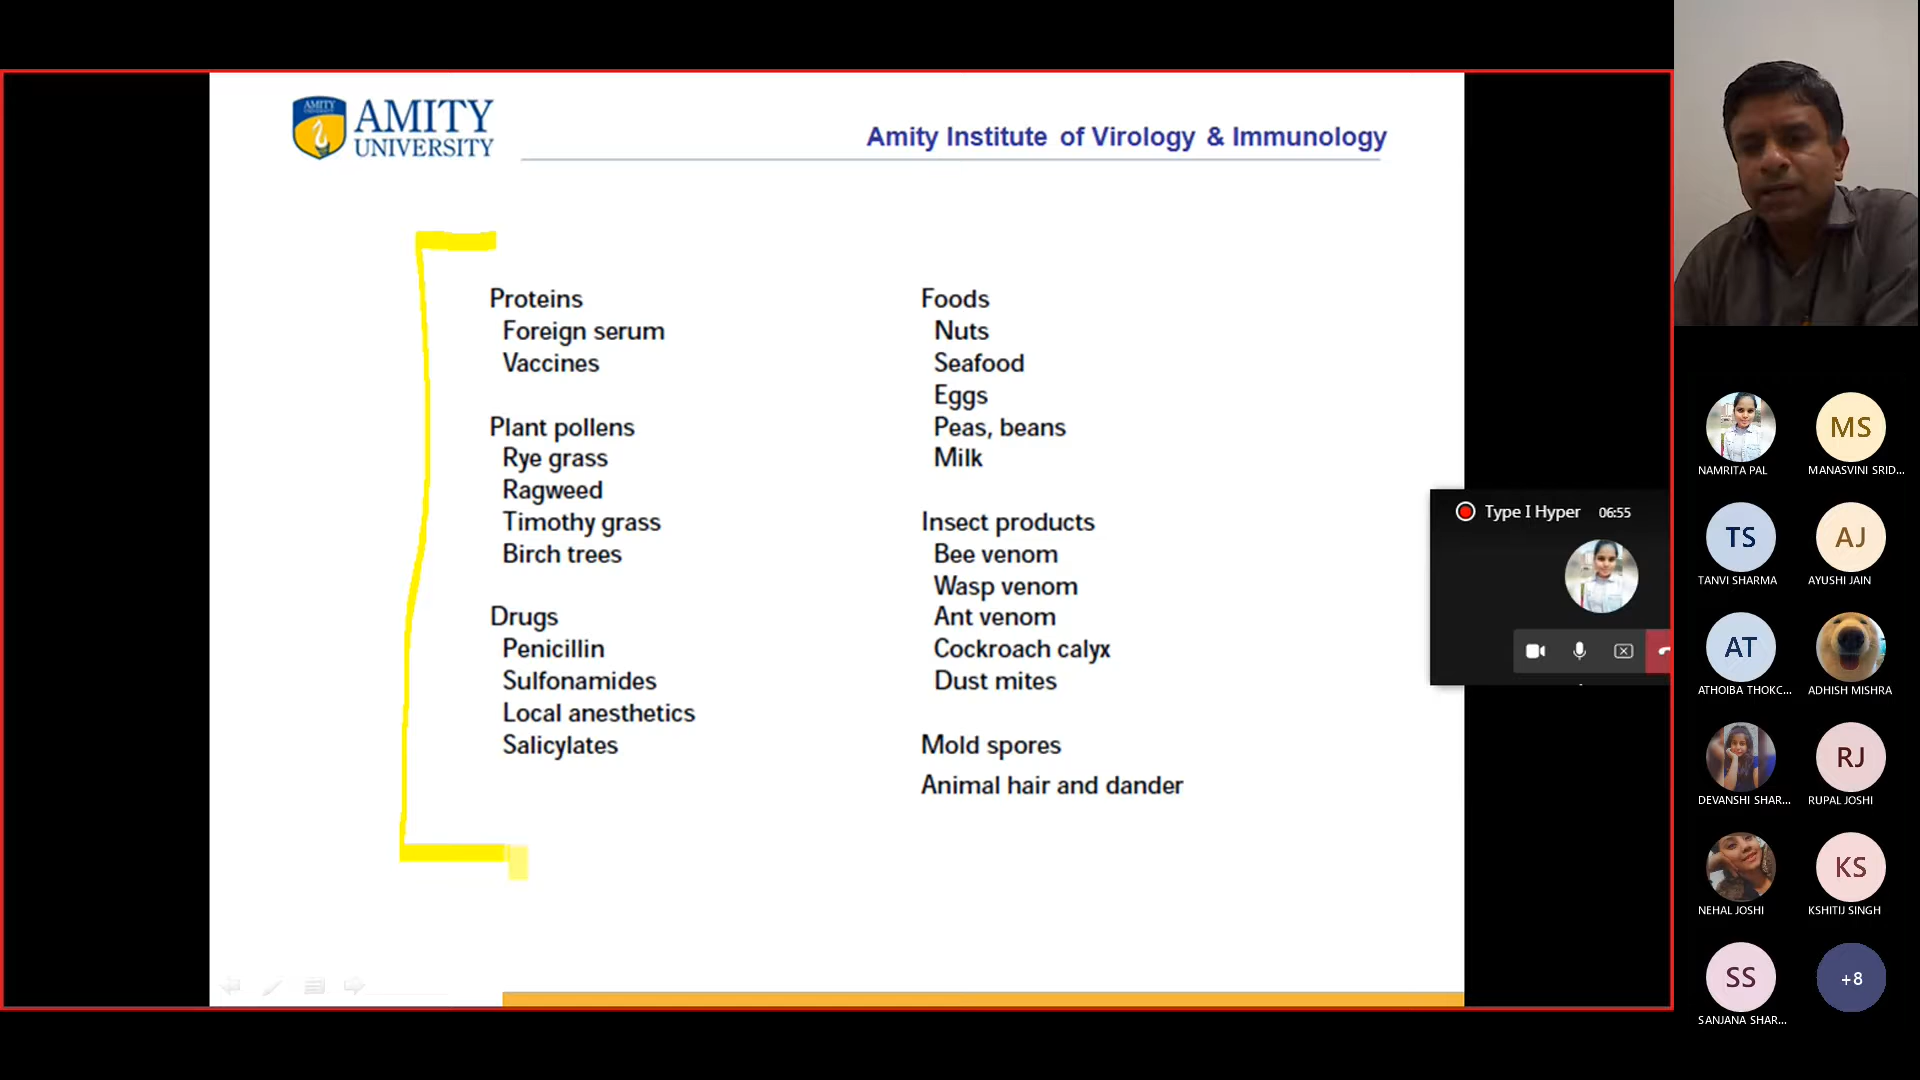 AMITY
AMITY
UNIVERSITY
Amity Institute of Virology & Immunology
Proteins
Foreign serum
Vaccines
Plant pollens
Rye grass
Ragweed
Timothy grass
Birch trees
Drugs
Penicillin
Sulfonamides
Local anesthetics
Salicylates
Foods
Nuts
Seafood
Eggs
Peas, beans
Milk
Insect products
Bee venom
Wasp venom
Ant venom
Cockroach calyx
Dust mites
Mold spores
Animal hair and dander
Type I Hyper 06:55
NAMRITA PAL
MS
MANASVINI SRID...
TS
TANVI SHARMA
AJ
AYUSHI JAIN
AT
ATHOIBA THOKC...
ADHISH MISHRA
DEVANSHI SHAR...
RJ
RUPAL JOSHI
NEHAL JOSHI
KS
KSHITIJ SINGH
SS
SANJANA SHAR...
+8